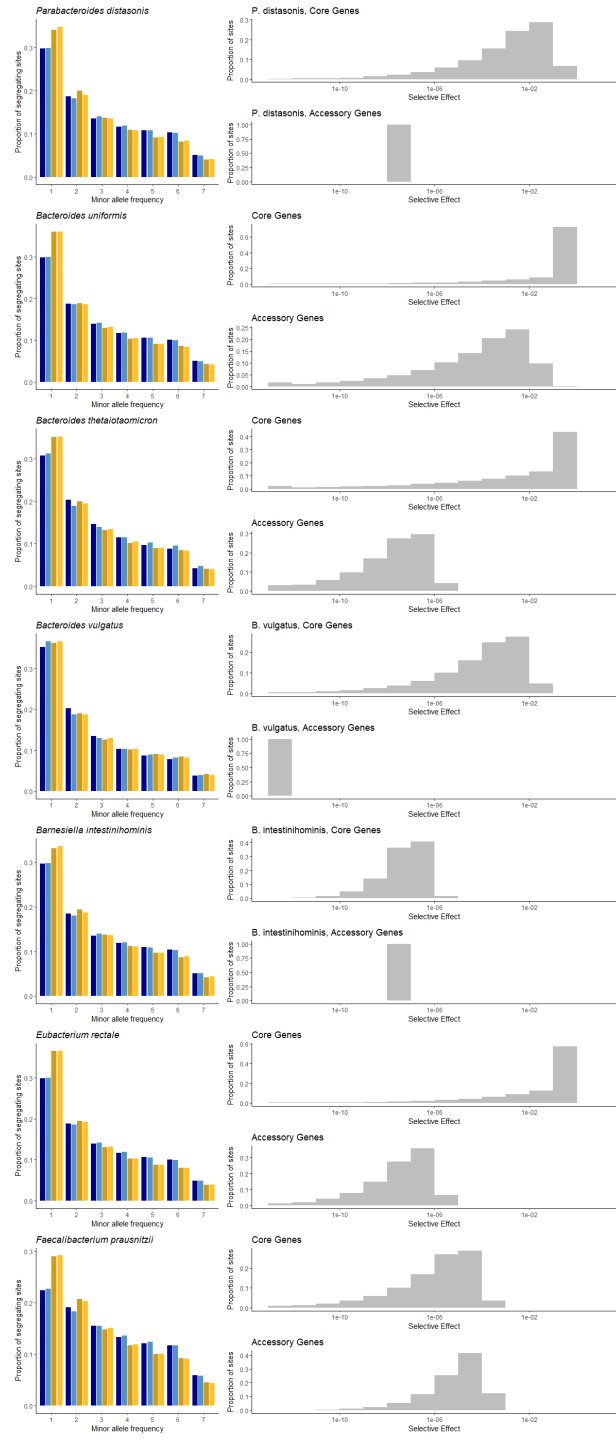 Parabacteroides distasonis
Proportion of segregating sites
0.3
0.2
0.1
0.0
1 2 3 4 5 6 7
Minor allele frequency
P. distasonis, Core Genes
Proportion of sites
0.3
0.2
0.1
0.0
1e-10 1e-06 1e-02
Selective Effect
P. distasonis, Accessory Genes
Proportion of sites
1.00
0.75
0.50
0.25
0.00
1e-10 1e-06 1e-02
Selective Effect
Bacteroides uniformis
Proportion of segregating sites
0.3
0.2
0.1
0.0
1 2 3 4 5 6 7
Minor allele frequency
Core Genes
Proportion of sites
0.6
0.4
0.2
0.0
1e-10 1e-06 1e-02
Selective Effect
Accessory Genes
Proportion of sites
0.25
0.20
0.15
0.10
0.05
0.00
1e-10 1e-06 1e-02
Selective Effect
Bacteroides thetaiotaomicron
Proportion of segregating sites
0.3
0.2
0.1
0.0
1 2 3 4 5 6 7
Minor allele frequency
Core Genes
Proportion of sites
0.4
0.3
0.2
0.1
0.0
1e-10 1e-06 1e-02
Selective Effect
Accessory Genes
Proportion of sites
0.3
0.2
0.1
0.0
1e-10 1e-06 1e-02
Selective Effect
Bacteroides vulgatus
Proportion of segregating sites
0.3
0.2
0.1
0.0
1 2 3 4 5 6 7
Minor allele frequency
B. vulgatus, Core Genes
Proportion of sites
0.2
0.1
0.0
1e-10 1e-06 1e-02
Selective Effect
B. vulgatus, Accessory Genes
Proportion of sites
1.00
0.75
0.50
0.25
0.00
1e-10 1e-06 1e-02
Selective Effect
Barnesiella intestinihominis
Proportion of segregating sites
0.3
0.2
0.1
0.0
1 2 3 4 5 6 7
Minor allele frequency
B. intestinihominis, Core Genes
Proportion of sites
0.4
0.3
0.2
0.1
0.0
1e-10 1e-06 1e-02
Selective Effect
B. intestinihominis, Accessory Genes
Proportion of sites
1.00
0.75
0.50
0.25
0.00
1e-10 1e-06 1e-02
Selective Effect
Eubacterium rectale
Proportion of segregating sites
0.3
0.2
0.1
0.0
1 2 3 4 5 6 7
Minor allele frequency
Core Genes
Proportion of sites
0.6
0.4
0.2
0.0
1e-10 1e-06 1e-02
Selective Effect
Accessory Genes
Proportion of sites
0.3
0.2
0.1
0.0
1e-10 1e-06 1e-02
Selective Effect
Faecalibacterium prausnitzii
Proportion of segregating sites
0.3
0.2
0.1
0.0
1 2 3 4 5 6 7
Minor allele frequency
Core Genes
Proportion of sites
0.3
0.2
0.1
0.0
1e-10 1e-06 1e-02
Selective Effect
Accessory Genes
Proportion of sites
0.4
0.3
0.2
0.1
0.0
1e-10 1e-06 1e-02
Selective Effect